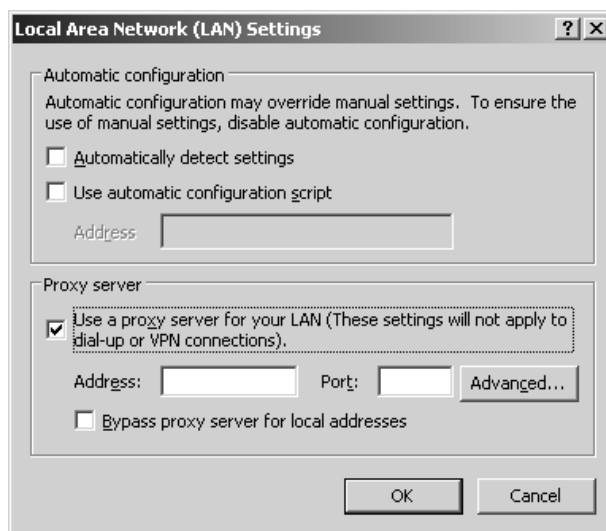 Local Area Network (LAN) Settings
Automatic configuration
Automatic configuration may override manual settings. To ensure the
use of manual settings, disable automatic configuration.
Automatically detect settings
Use automatic configuration script
Address
Proxy server
Use a proxy server for your LAN (These settings will not apply to
dial-up or VPN connections).
Address: Port: Advanced...
Bypass proxy server for local addresses
OK Cancel